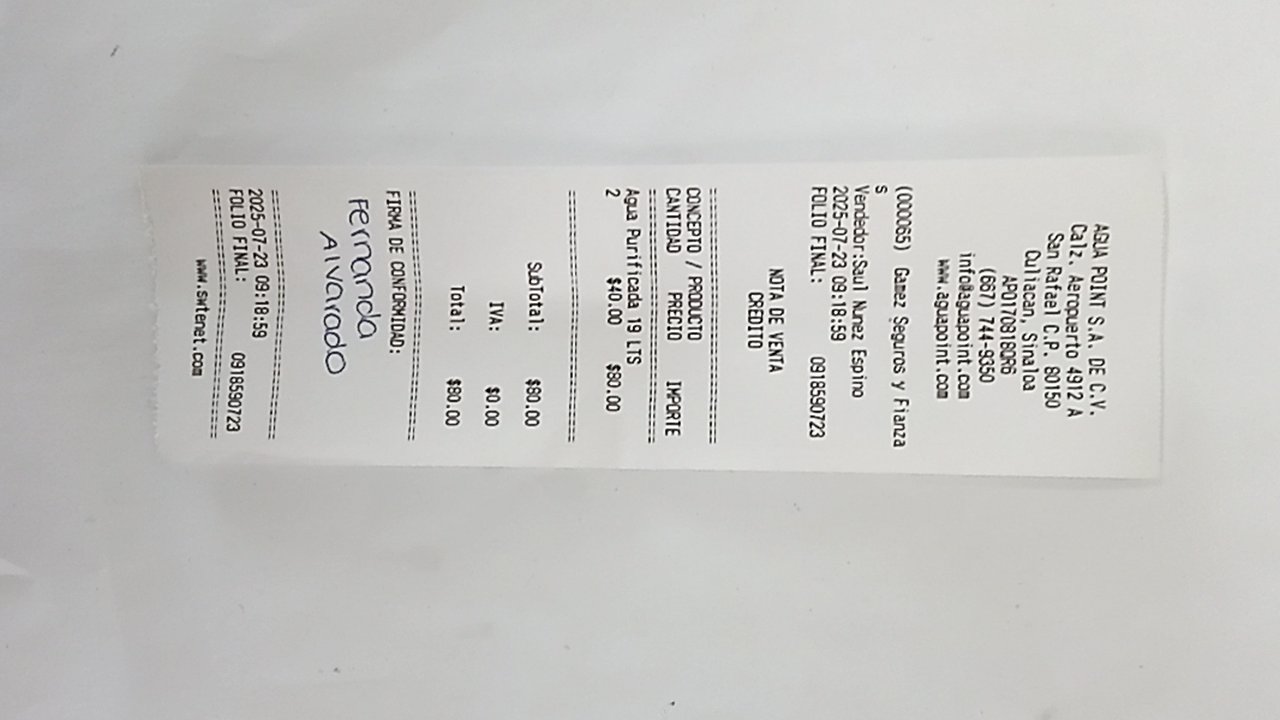 AGUA POINT S.A. DE C.V.
Calz. Aeropuerto 4912 A
San Rafael C.P. 80150
Culiacan, Sinaloa
APO170918QR6
(667) 744-9350
info@aguapoint.com
www.aguapoint.com
(000065) Gamez Seguros y Fianza
s
Vendedor:Saul Nunez Espino
2025-07-23 09:18:59
FOLIO FINAL: 0918590723
NOTA DE VENTA
CREDITO
================================
CONCEPTO / PRODUCTO
CANTIDAD PRECIO IMPORTE
================================
Agua Purificada 19 LTS
2 $40.00 $80.00
================================
SubTotal: $80.00
IVA: $0.00
Total: $80.00
================================
FIRMA DE CONFORMIDAD:
Fernanda
Alvarado
================================
2025-07-23 09:18:59
FOLIO FINAL: 0918590723
================================
www.swtenet.com